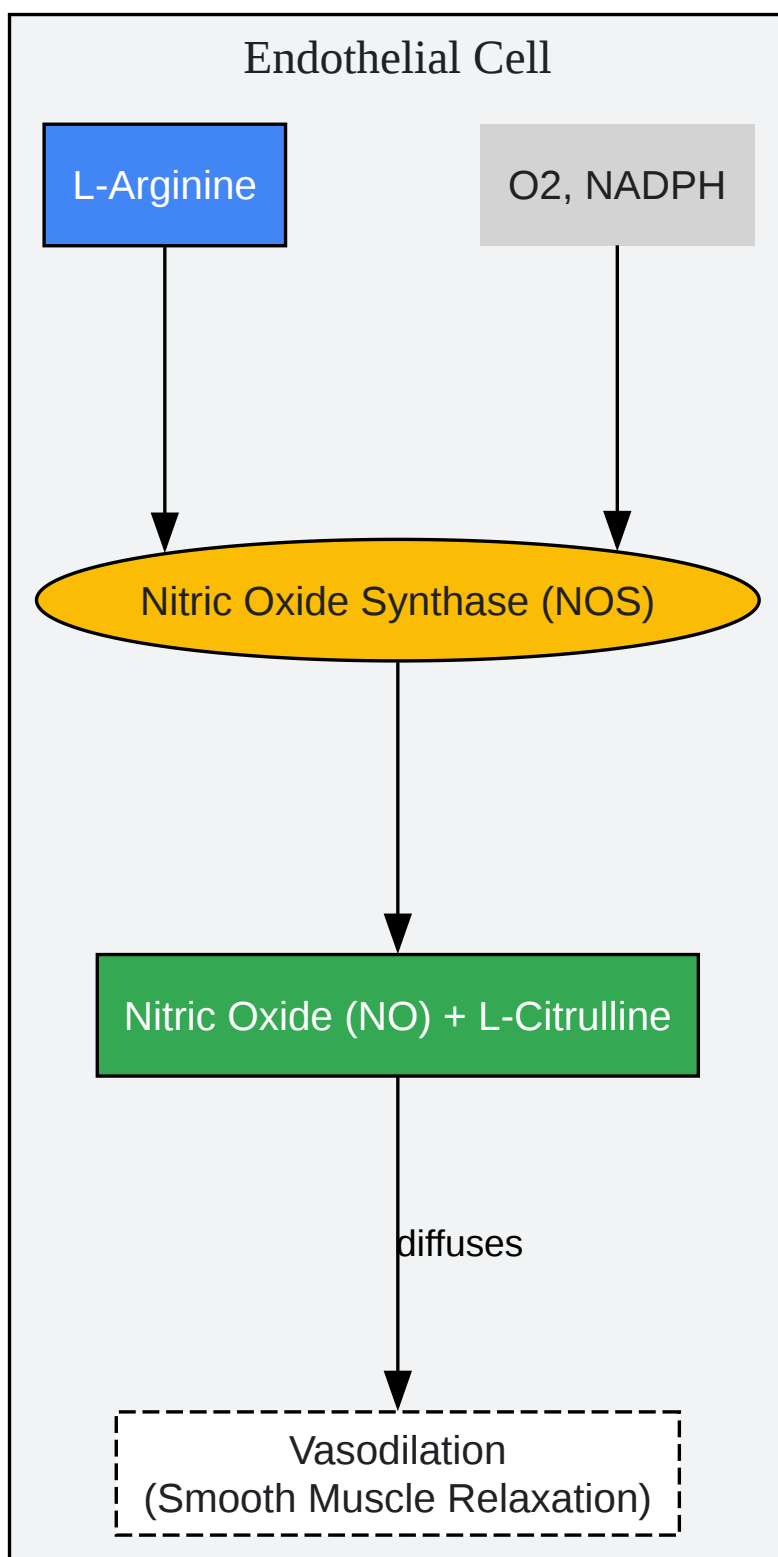 Endothelial Cell
L-Arginine
O2, NADPH
Nitric Oxide Synthase (NOS)
Nitric Oxide (NO) + L-Citrulline
diffuses
Vasodilation
(Smooth Muscle Relaxation)